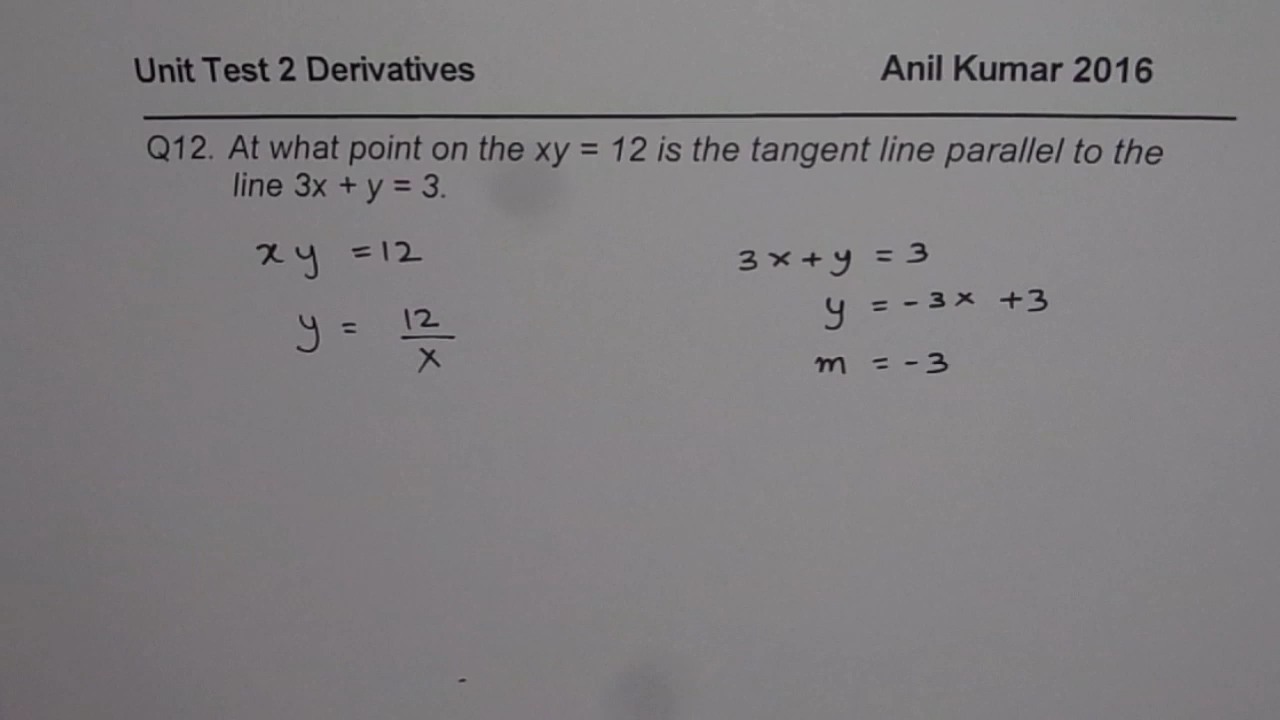 Unit Test 2 Derivatives Anil Kumar 2016
Q12. At what point on the xy = 12 is the tangent line parallel to the
line 3x + y = 3.
xy = 12
y = 12/x
3x + y = 3
y = -3x + 3
m = -3